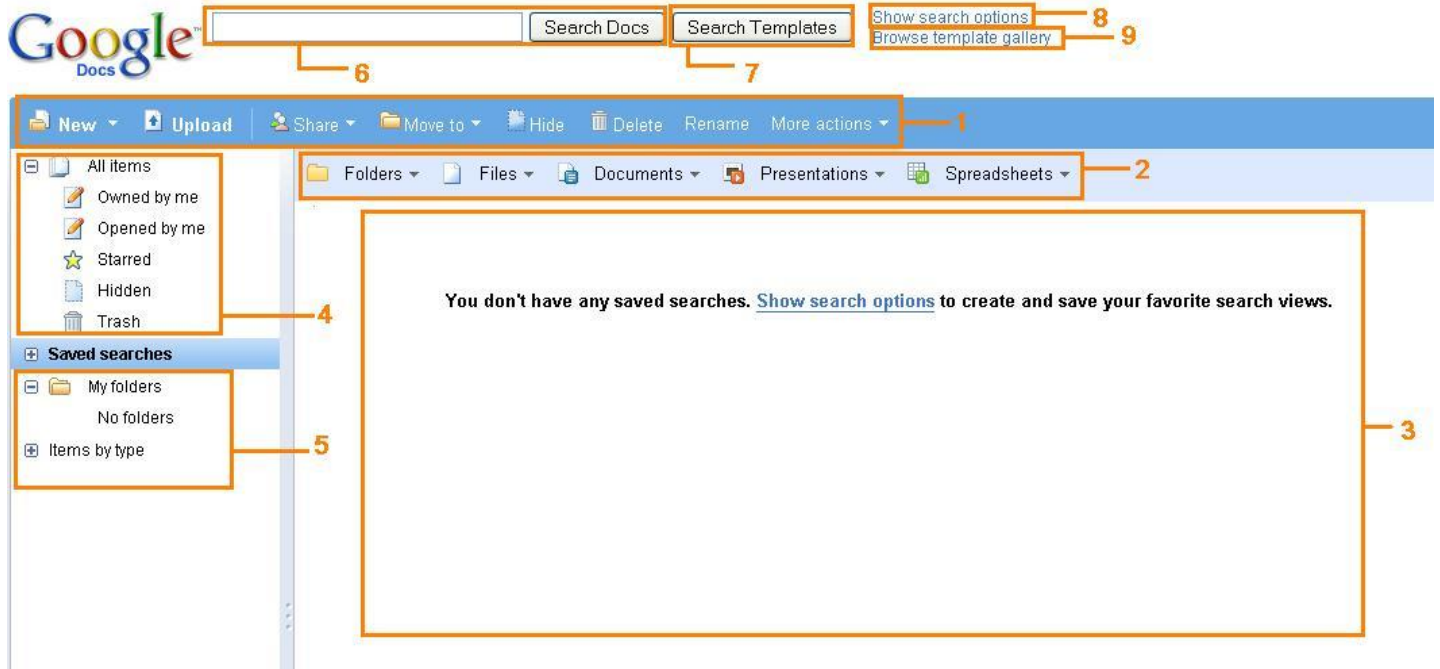 Google™
Docs
Search Docs
Search Templates
Show search options
8
Browse template gallery
9
6
7
New
Upload
Share
Move to
Hide
Delete
Rename
More actions
1
All items
Owned by me
Opened by me
Starred
Hidden
Trash
4
Saved searches
My folders
No folders
Items by type
5
Folders
Files
Documents
Presentations
Spreadsheets
2
You don't have any saved searches. Show search options to create and save your favorite search views.
3